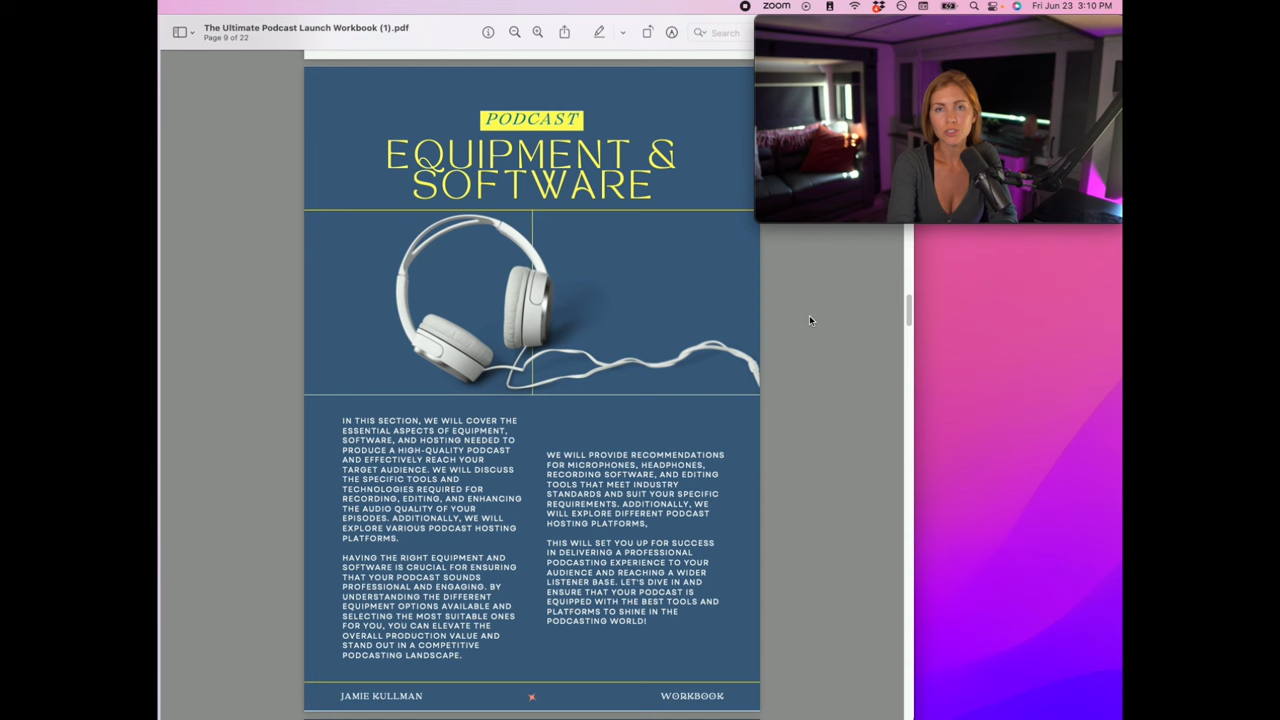 zoom
Fri Jun 23 3:10 PM
The Ultimate Podcast Launch Workbook (1).pdf
Page 9 of 22
Search
PODCAST
EQUIPMENT &
SOFTWARE
IN THIS SECTION, WE WILL COVER THE
ESSENTIAL ASPECTS OF EQUIPMENT,
SOFTWARE, AND HOSTING NEEDED TO
PRODUCE A HIGH-QUALITY PODCAST
AND EFFECTIVELY REACH YOUR
TARGET AUDIENCE. WE WILL DISCUSS
THE SPECIFIC TOOLS AND
TECHNOLOGIES REQUIRED FOR
RECORDING, EDITING, AND ENHANCING
THE AUDIO QUALITY OF YOUR
EPISODES. ADDITIONALLY, WE WILL
EXPLORE VARIOUS PODCAST HOSTING
PLATFORMS.
HAVING THE RIGHT EQUIPMENT AND
SOFTWARE IS CRUCIAL FOR ENSURING
THAT YOUR PODCAST SOUNDS
PROFESSIONAL AND ENGAGING. BY
UNDERSTANDING THE DIFFERENT
EQUIPMENT OPTIONS AVAILABLE AND
SELECTING THE MOST SUITABLE ONES
FOR YOU, YOU CAN ELEVATE THE
OVERALL PRODUCTION VALUE AND
STAND OUT IN A COMPETITIVE
PODCASTING LANDSCAPE.
WE WILL PROVIDE RECOMMENDATIONS
FOR MICROPHONES, HEADPHONES,
RECORDING SOFTWARE, AND EDITING
TOOLS THAT MEET INDUSTRY
STANDARDS AND SUIT YOUR SPECIFIC
REQUIREMENTS. ADDITIONALLY, WE
WILL EXPLORE DIFFERENT PODCAST
HOSTING PLATFORMS,
THIS WILL SET YOU UP FOR SUCCESS
IN DELIVERING A PROFESSIONAL
PODCASTING EXPERIENCE TO YOUR
AUDIENCE AND REACHING A WIDER
LISTENER BASE. LET'S DIVE IN AND
ENSURE THAT YOUR PODCAST IS
EQUIPPED WITH THE BEST TOOLS AND
PLATFORMS TO SHINE IN THE
PODCASTING WORLD!
JAMIE KULLMAN
WORKBOOK